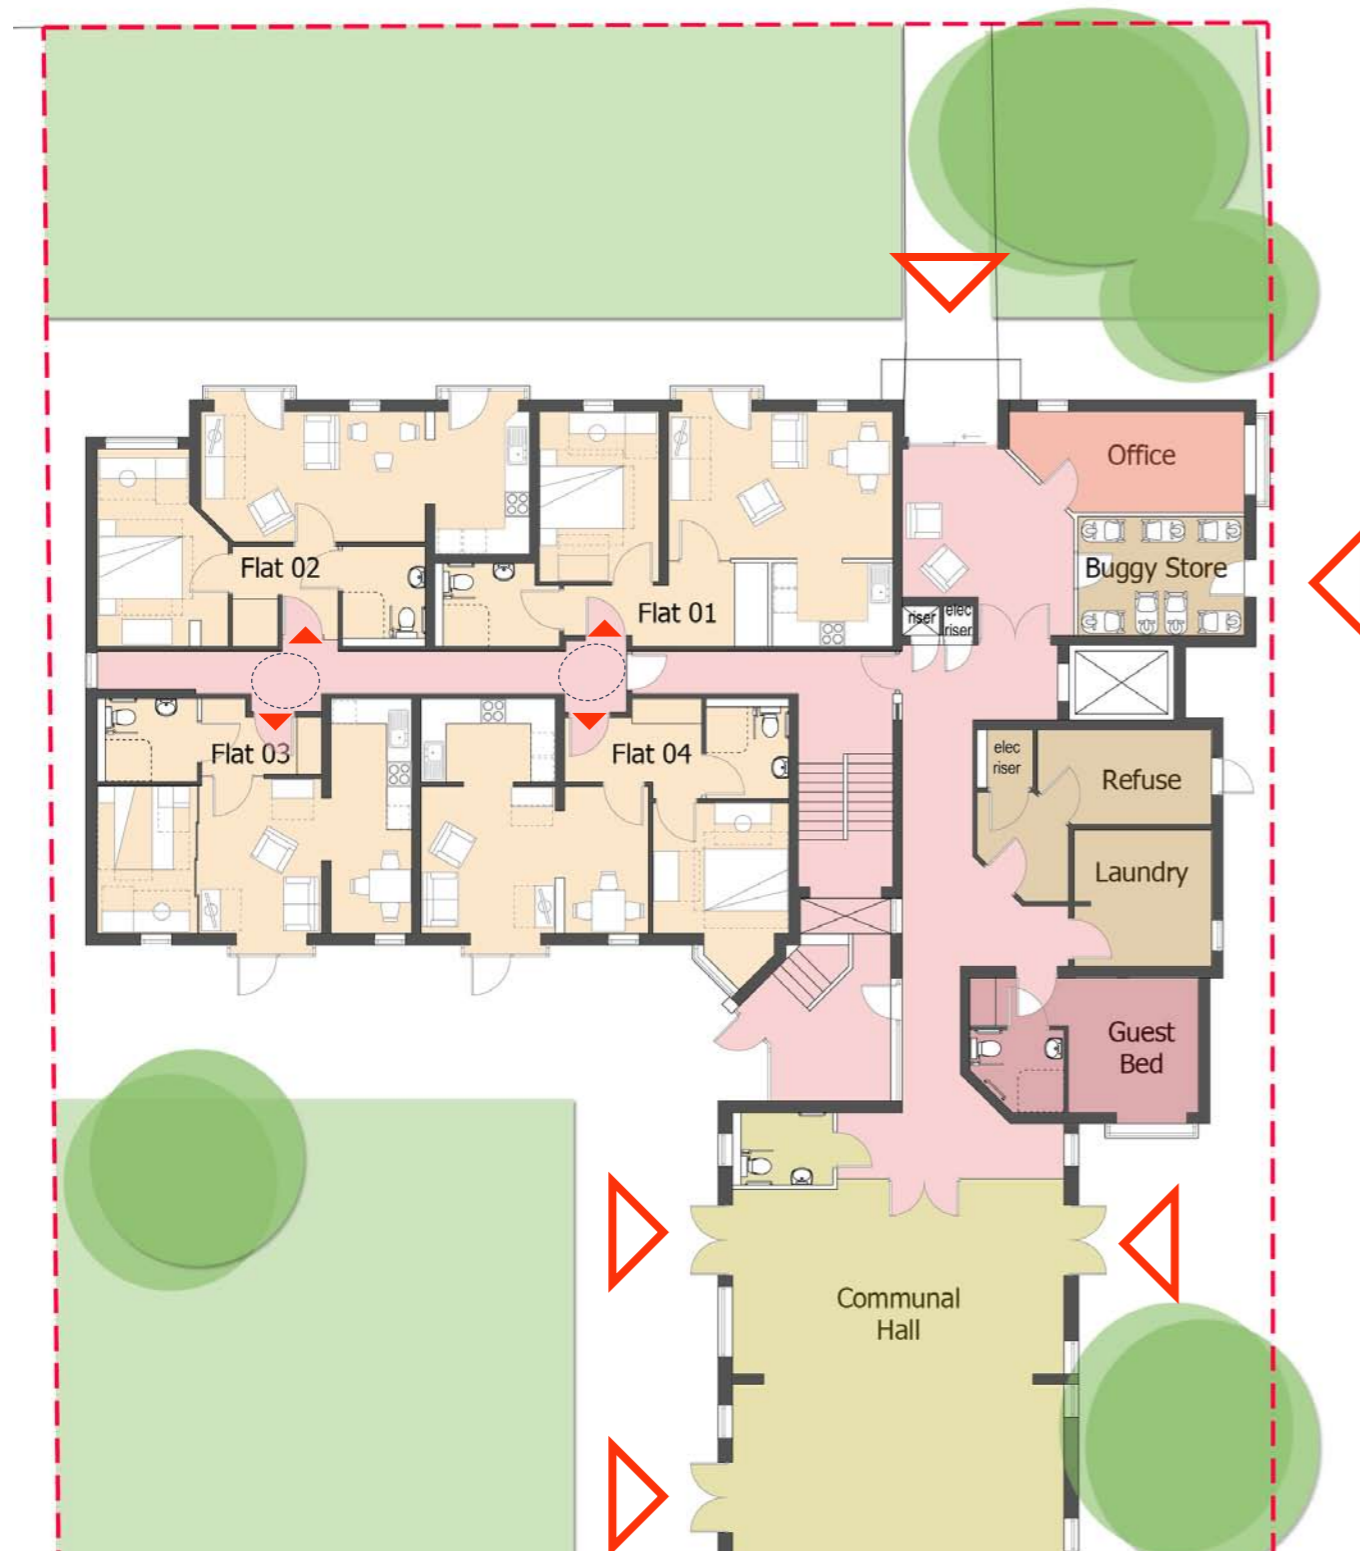 Office
Flat 02
Buggy Store
Flat 01
riser
elec
riser
Flat 03
Flat 04
elec
riser
Refuse
Laundry
Guest
Bed
Communal
Hall